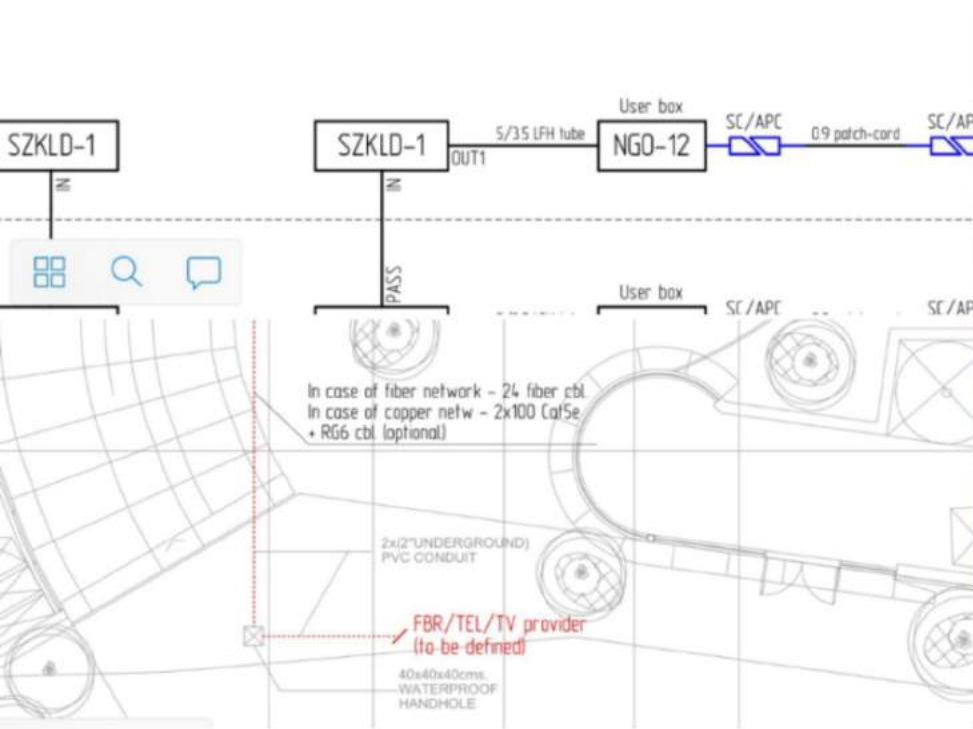 User box
SZKLD-1
SZKLD-1
OUT1
5/3.5 LFH tube
NGO-12
SC/APC
0.9 patch-cord
SC/AP
IN
IN
PASS
User box
SC/APC
SC/AP
In case of fiber network - 24 fiber cbl
In case of copper netw - 2x100 Cat5e
+ RG6 cbl (optional)
2x(2"UNDERGROUND)
PVC CONDUIT
FBR/TEL/TV provider
(to be defined)
40x40x40cms.
WATERPROOF
HANDHOLE